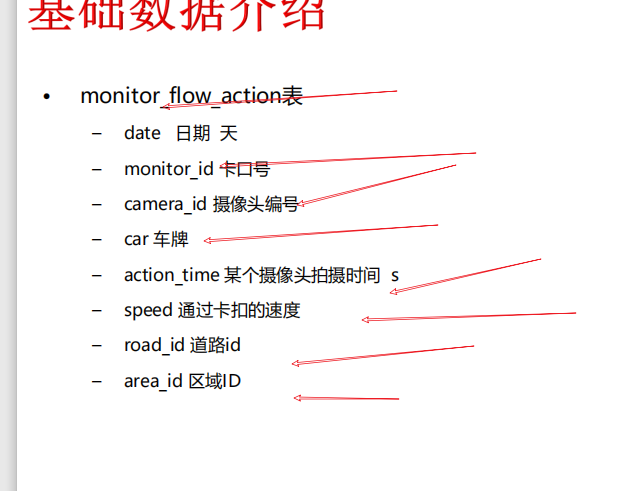 基础数据介绍
• monitor_flow_action表
– date 日期 天
– monitor_id 卡口号
– camera_id 摄像头编号
– car 车牌
– action_time 某个摄像头拍摄时间 s
– speed 通过卡扣的速度
– road_id 道路id
– area_id 区域ID